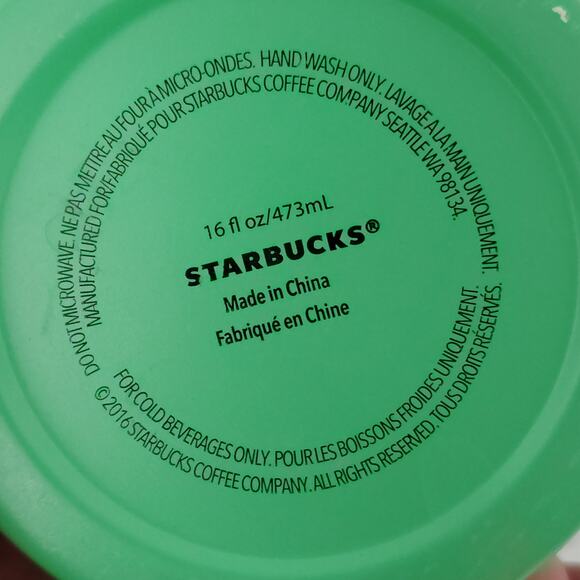 DO NOT MICROWAVE. NE PAS METTRE AU FOUR À MICRO-ONDES. HAND WASH ONLY. LAVAGE A LA MAIN UNIQUEMENT.
MANUFACTURED FOR/FABRIQUÉ POUR STARBUCKS COFFEE COMPANY SEATTLE WA 98134.
16 fl oz/473mL
STARBUCKS®
Made in China
Fabriqué en Chine
FOR COLD BEVERAGES ONLY. POUR LES BOISSONS FROIDES UNIQUEMENT.
©2016 STARBUCKS COFFEE COMPANY. ALL RIGHTS RESERVED. TOUS DROITS RÉSERVÉS.